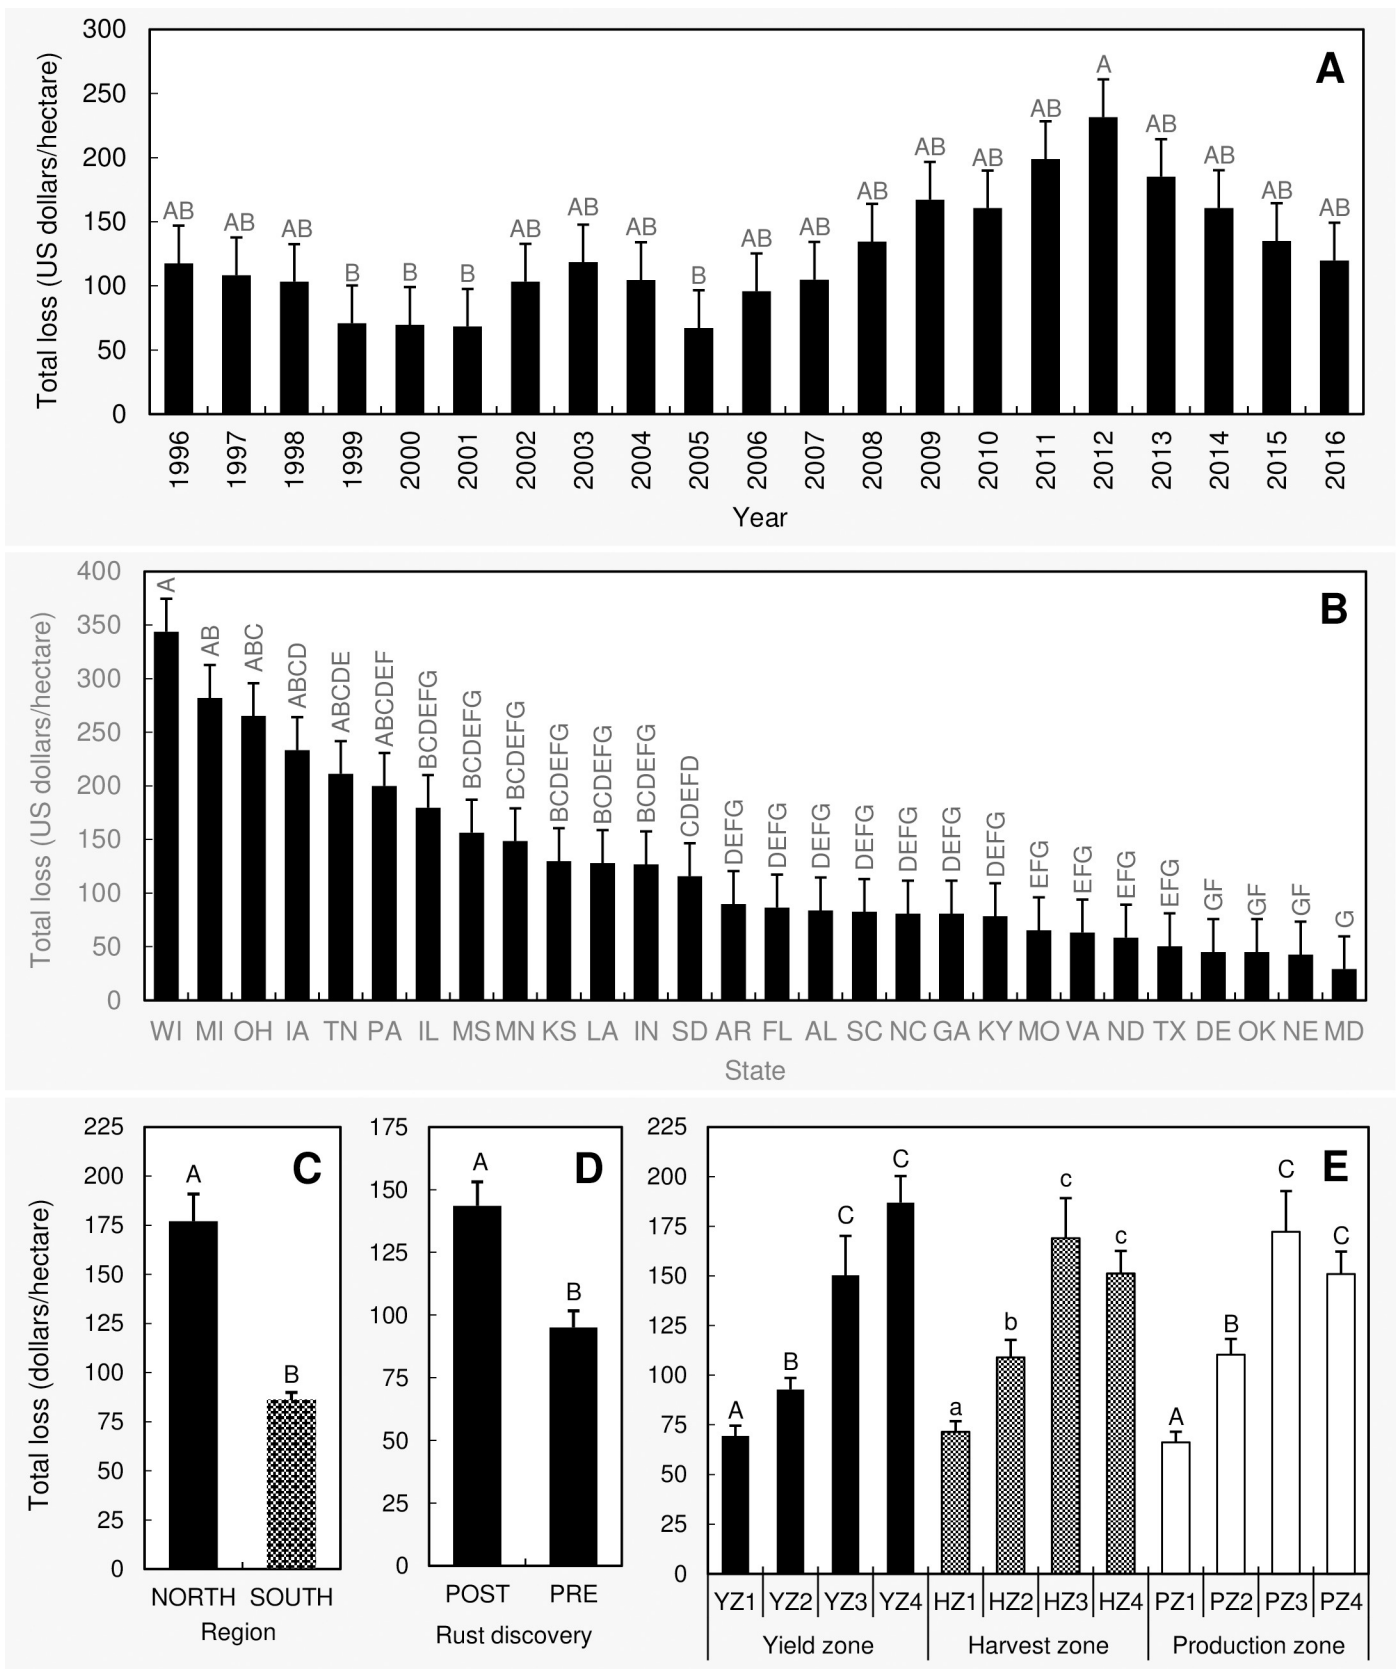 300
250
200
150
100
50
0
Total loss (US dollars/hectare)
A
AB AB AB B B B AB AB AB B AB AB AB AB AB AB A AB AB AB AB
1996 1997 1998 1999 2000 2001 2002 2003 2004 2005 2006 2007 2008 2009 2010 2011 2012 2013 2014 2015 2016
Year
400
350
300
250
200
150
100
50
0
Total loss (US dollars/hectare)
B
A AB ABC ABCD ABCDE ABCDEF BCDEFG BCDEFG BCDEFG BCDEFG BCDEFG BCDEFG CDEFD DEFG DEFG DEFG DEFG DEFG DEFG DEFG EFG EFG EFG EFG GF GF GF G
WI MI OH IA TN PA IL MS MN KS LA IN SD AR FL AL SC NC GA KY MO VA ND TX DE OK NE MD
State
Total loss (dollars/hectare)
225
200
175
150
125
100
75
50
25
0
C
A B
NORTH SOUTH
Region
175
150
125
100
75
50
25
0
D
A B
POST PRE
Rust discovery
225
200
175
150
125
100
75
50
25
0
E
A B C C a b c c A B C C
YZ1 YZ2 YZ3 YZ4 HZ1 HZ2 HZ3 HZ4 PZ1 PZ2 PZ3 PZ4
Yield zone Harvest zone Production zone